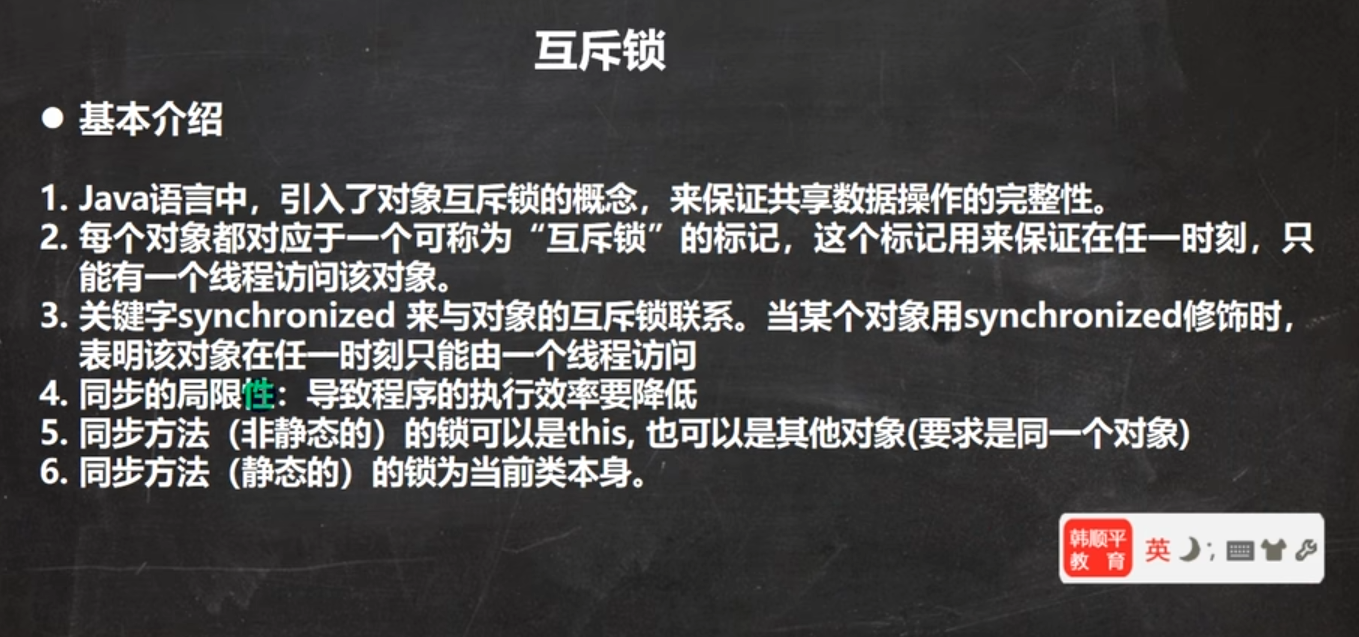 互斥锁
● 基本介绍
1. Java语言中，引入了对象互斥锁的概念，来保证共享数据操作的完整性。
2. 每个对象都对应于一个可称为“互斥锁”的标记，这个标记用来保证在任一时刻，只
能有一个线程访问该对象。
3. 关键字synchronized 来与对象的互斥锁联系。当某个对象用synchronized修饰时，
表明该对象在任一时刻只能由一个线程访问
4. 同步的局限性：导致程序的执行效率要降低
5. 同步方法（非静态的）的锁可以是this, 也可以是其他对象(要求是同一个对象)
6. 同步方法（静态的）的锁为当前类本身。
韩顺平
教 育
英